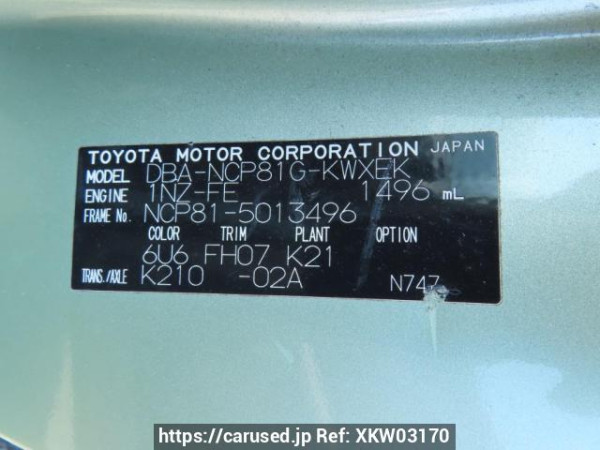 TOYOTA MOTOR CORPORATION JAPAN
MODEL DBA-NCP81G-KWXEK
ENGINE 1NZ-FE 1496 mL
FRAME No. NCP81-5013496
COLOR TRIM PLANT OPTION
6U6 FH07 K21
TRANS./AXLE K210 -02A N747
https://carused.jp Ref: XKW03170